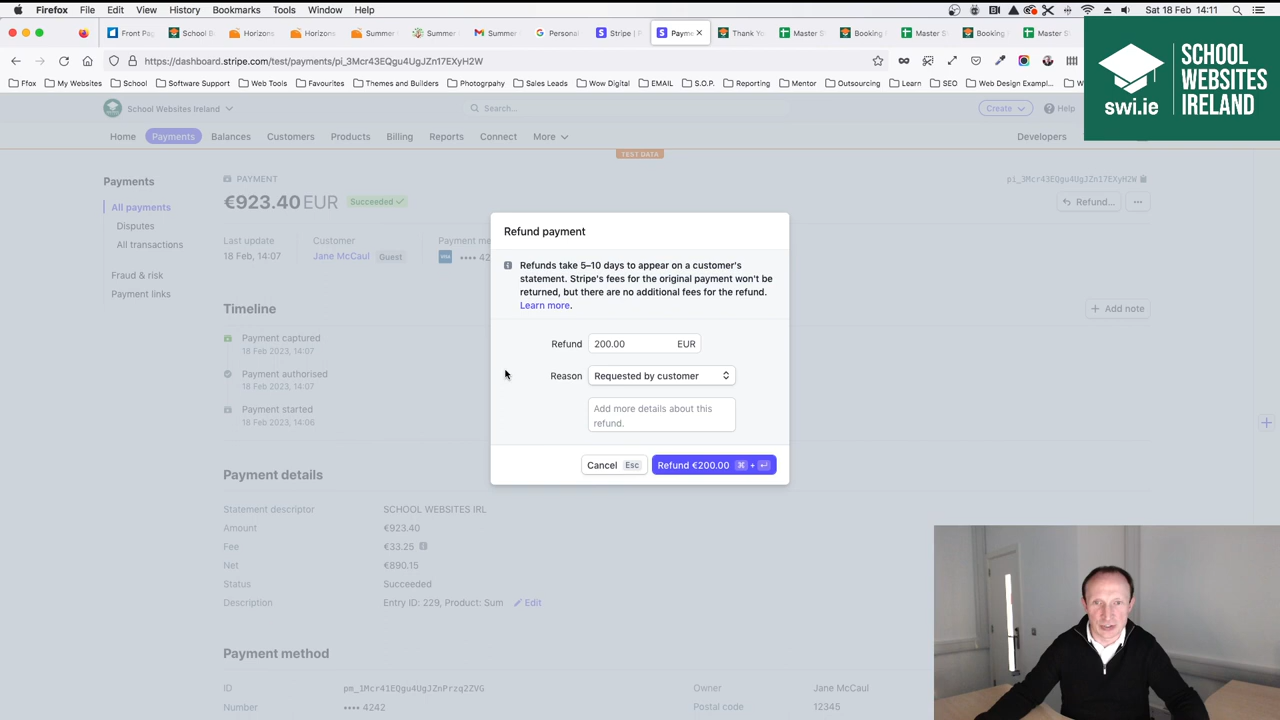 Firefox File Edit View History Bookmarks Tools Window Help Sat 18 Feb 14:11
Front Pag School B Horizon Horizon Summer Summer Summer Personal Stripe | Payme Thank Yo Master S Booking Master S Booking Master S
https://dashboard.stripe.com/test/payments/pi_3Mcr43EQgu4UgJZn17EXyH2W
Ffox My Websites School Software Support Web Tools Favourites Themes and Builders Photogrpahy Sales Leads Wow Digital EMAIL S.O.P. Reporting Mentor Outsourcing Learn SEO Web Design Exampl...
SCHOOL
WEBSITES
IRELAND
swi.ie
School Websites Ireland Search... Create Help
Home Payments Balances Customers Products Billing Reports Connect More Developers
TEST DATA
Payments
All payments
Disputes
All transactions
Fraud & risk
Payment links
PAYMENT pi_3Mcr43EQgu4UgJZn17EXyH2W
€923.40 EUR Succeeded Refund... ···
Last update Customer Payment me
18 Feb, 14:07 Jane McCaul Guest •••• 42
Refund payment
Refunds take 5–10 days to appear on a customer's
statement. Stripe's fees for the original payment won't be
returned, but there are no additional fees for the refund.
Learn more.
Refund 200.00 EUR
Reason Requested by customer
Add more details about this
refund.
Cancel Esc Refund €200.00 ⌘ + ↵
Timeline Add note
Payment captured
18 Feb 2023, 14:07
Payment authorised
18 Feb 2023, 14:07
Payment started
18 Feb 2023, 14:06
Payment details
Statement descriptor SCHOOL WEBSITES IRL
Amount €923.40
Fee €33.25
Net €890.15
Status Succeeded
Description Entry ID: 229, Product: Sum Edit
Payment method
ID pm_1Mcr41EQgu4UgJZnPrzq2ZVG Owner Jane McCaul
Number •••• 4242 Postal code 12345